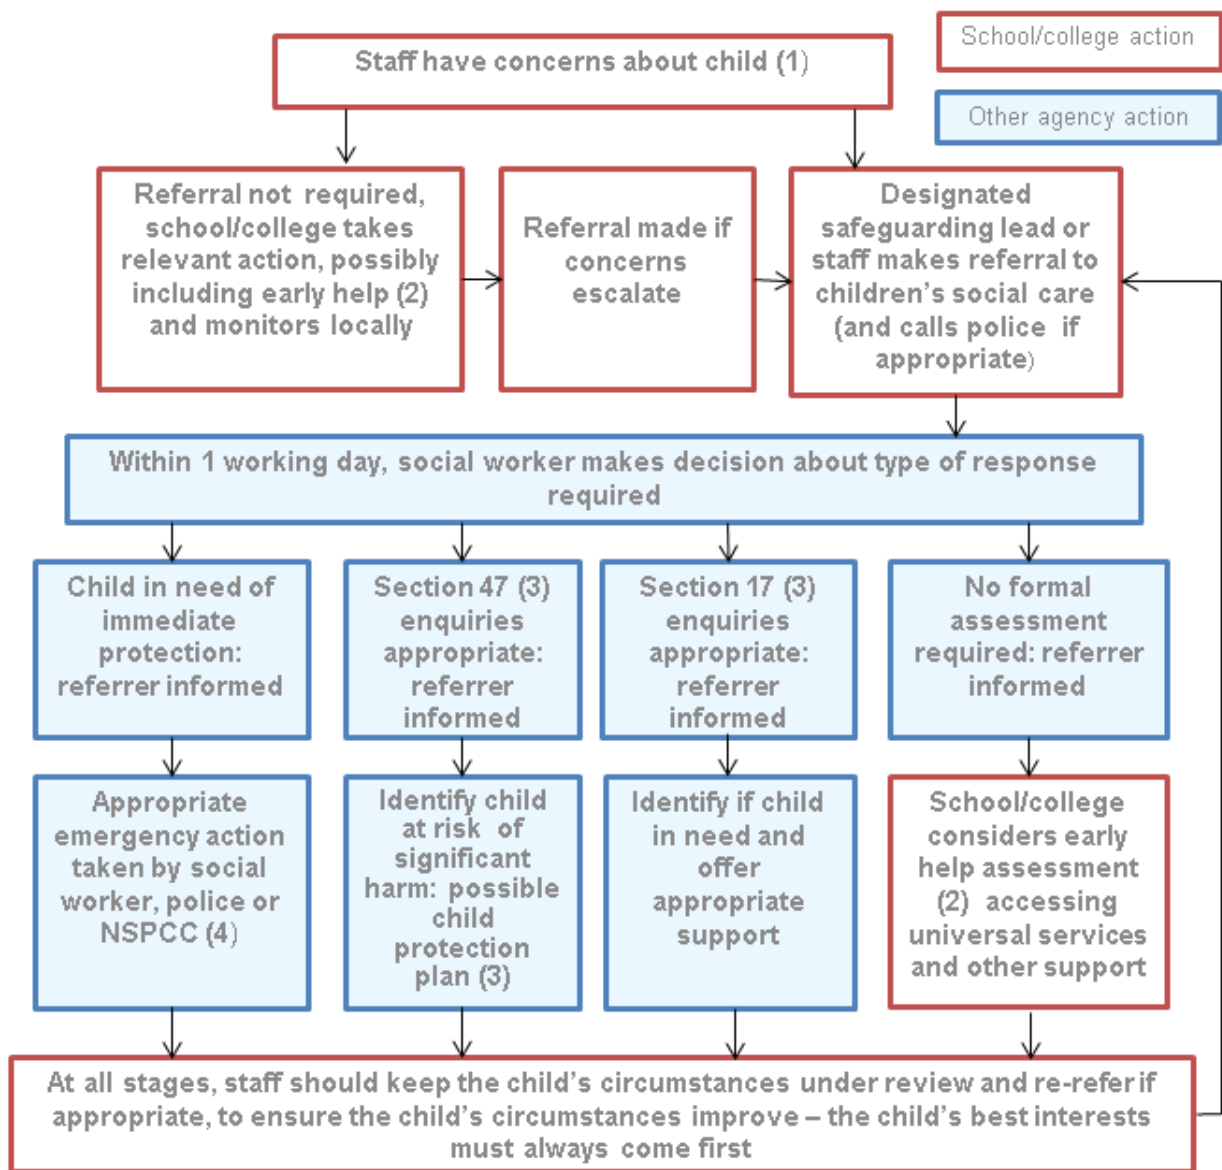 School/college action
Staff have concerns about child (1)
Other agency action
Referral not required,
school/college takes
relevant action, possibly
including early help (2)
and monitors locally
Referral made if
concerns
escalate
Designated
safeguarding lead or
staff makes referral to
children's social care
(and calls police if
appropriate)
Within 1 working day, social worker makes decision about type of response
required
Child in need of
immediate
protection:
referrer informed
Section 47 (3)
enquiries
appropriate:
referrer
informed
Section 17 (3)
enquiries
appropriate:
referrer
informed
No formal
assessment
required: referrer
informed
Appropriate
emergency action
taken by social
worker, police or
NSPCC (4)
Identify child
at risk of
significant
harm: possible
child
protection
plan (3)
Identify if child
in need and
offer
appropriate
support
School/college
considers early
help assessment
(2) accessing
universal services
and other support
At all stages, staff should keep the child's circumstances under review and re-refer if
appropriate, to ensure the child's circumstances improve – the child's best interests
must always come first